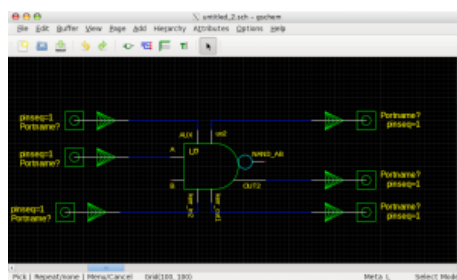 untitled_2.sch - gschem
File Edit Buffer View Page Add Hierarchy Attributes Options Help
pinseq=1
Portname?
Portname?
pinseq=1
AUX
A
U?
NAND_AB
pinseq=1
Portname?
B
OUT2
Portname?
pinseq=1
pinseq=1
Portname?
Portname?
pinseq=1
Pick | Repeat/none | Menu/Cancel Grid(100, 100) Meta L Select Mode